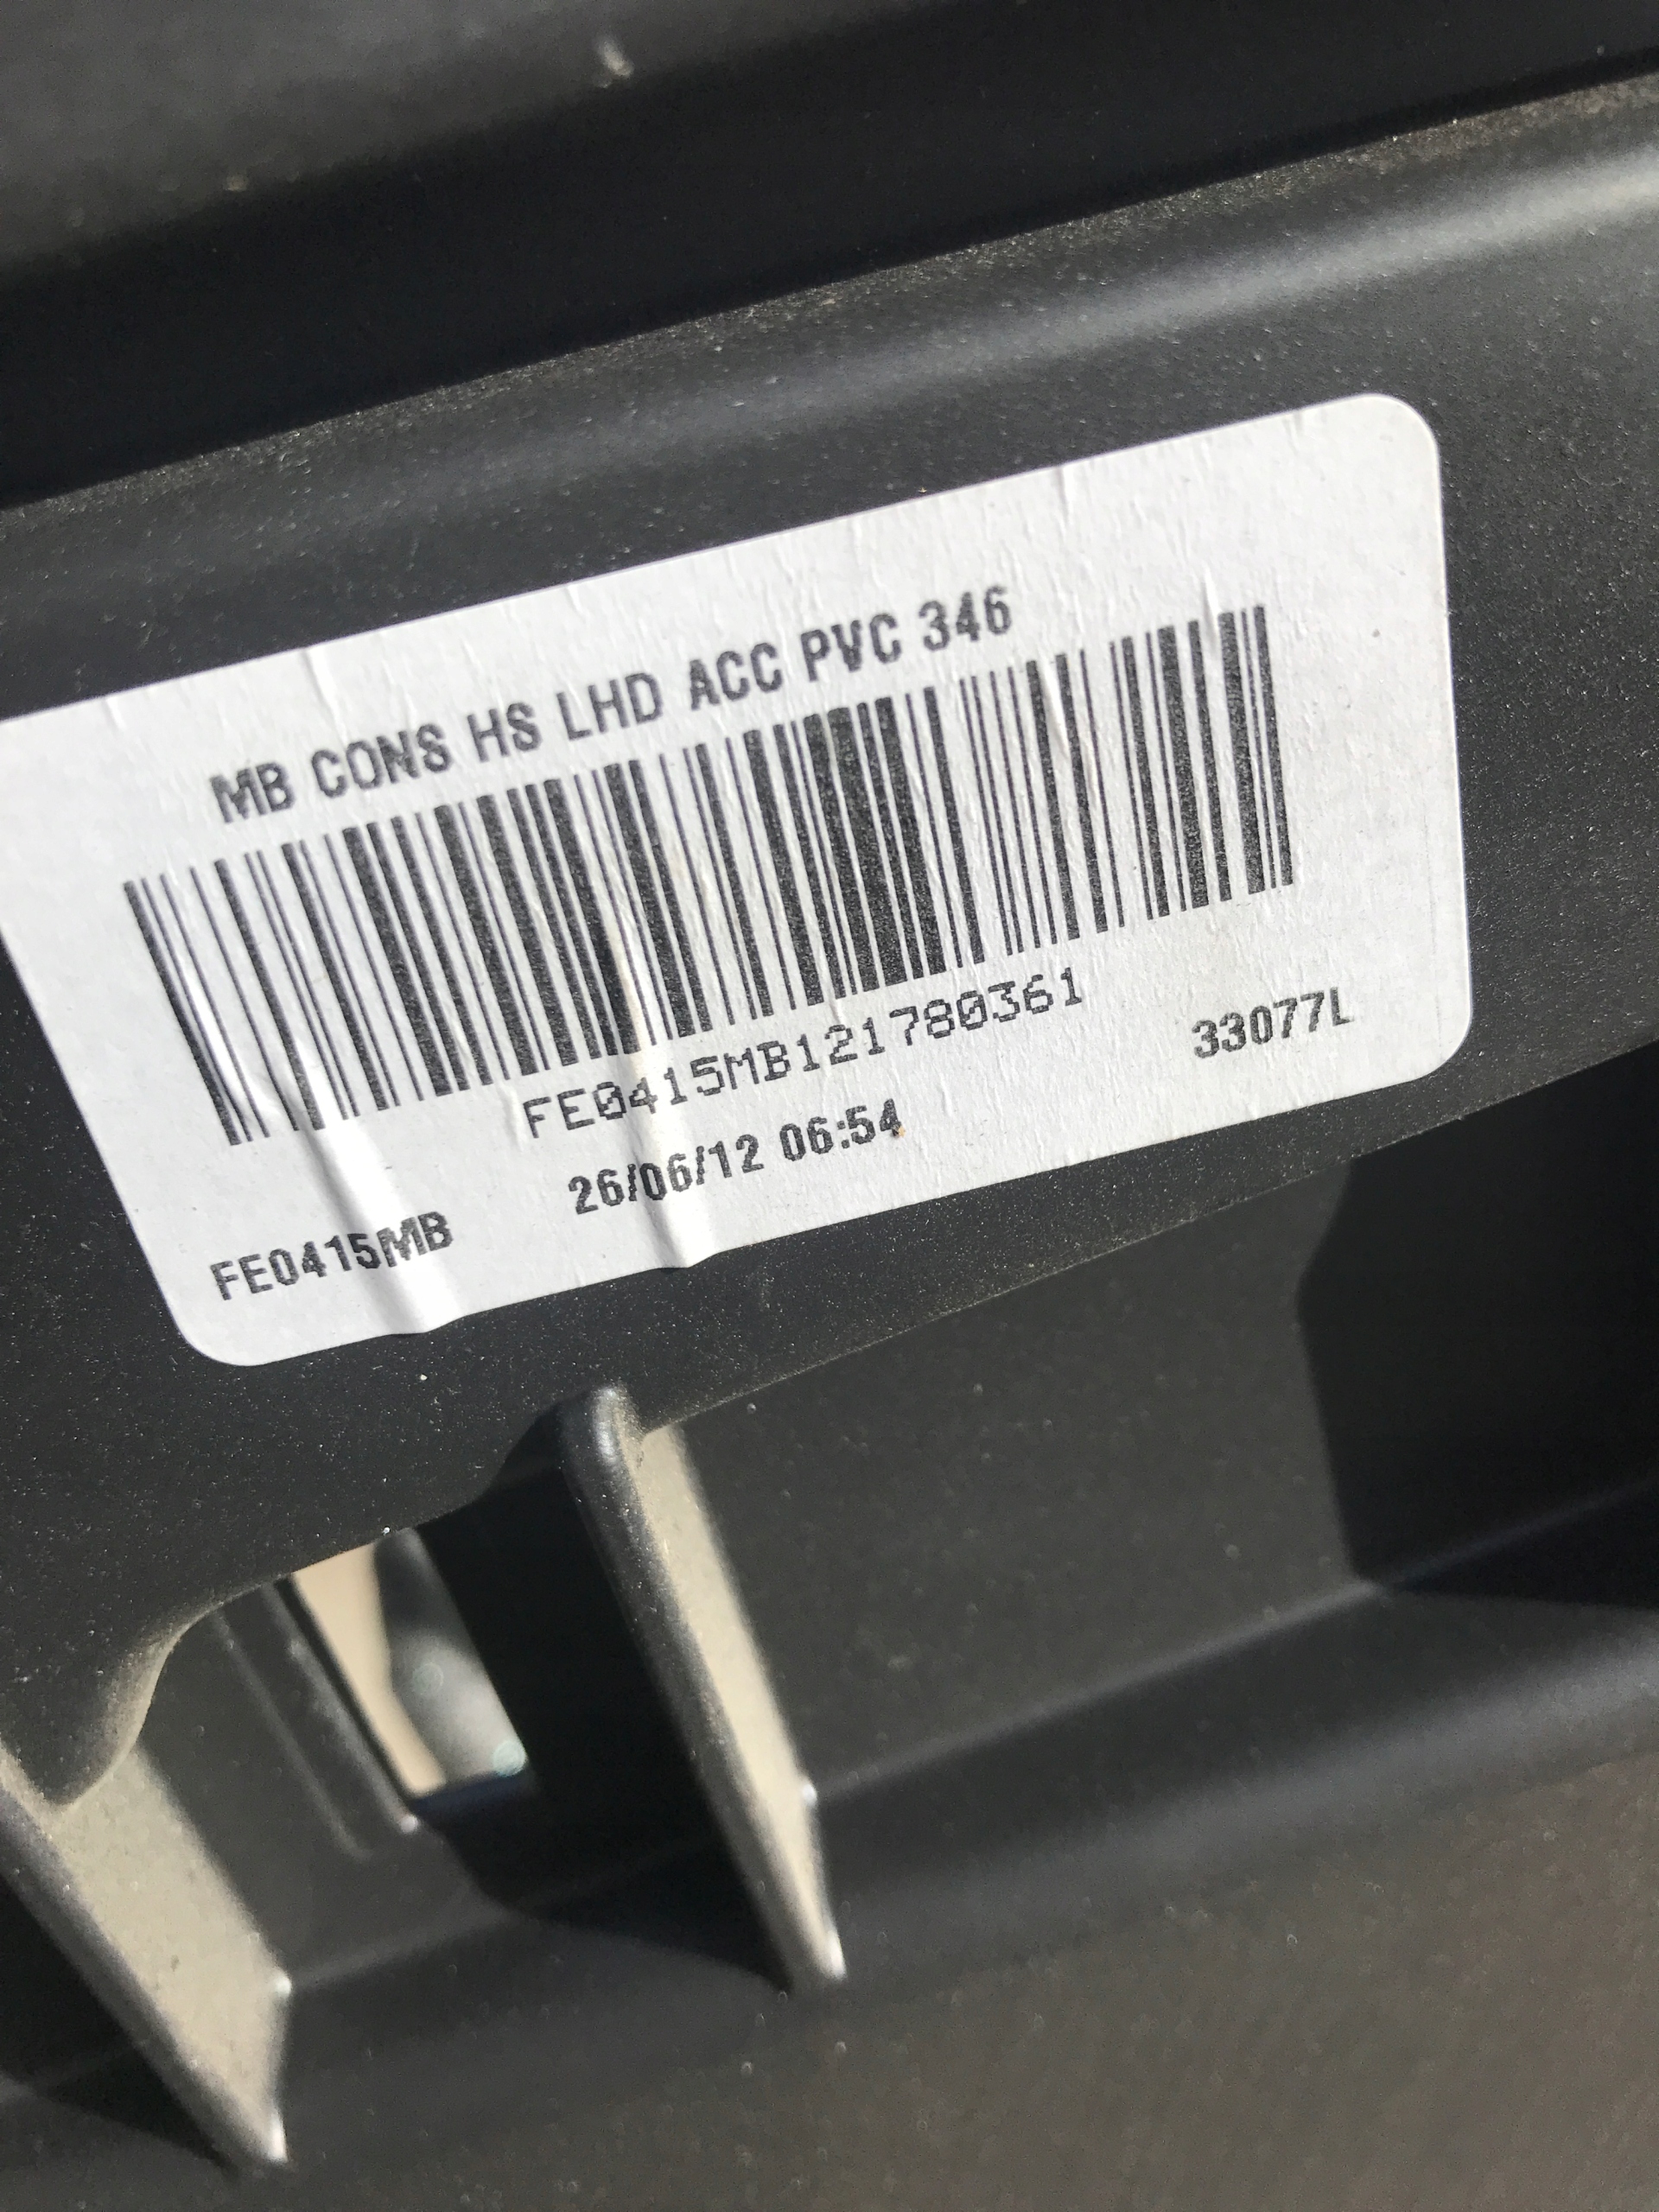 MB CONS HS LHD ACC PVC 346
FE0415MB121780361
33077L
26/06/12 06:54
FE0415MB